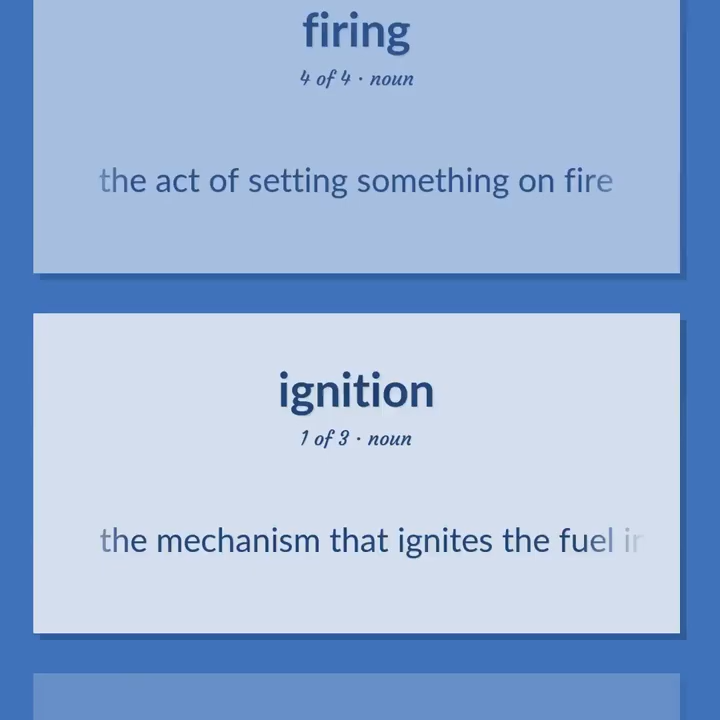 firing
4 of 4 · noun
the act of setting something on fire
ignition
1 of 3 · noun
the mechanism that ignites the fuel